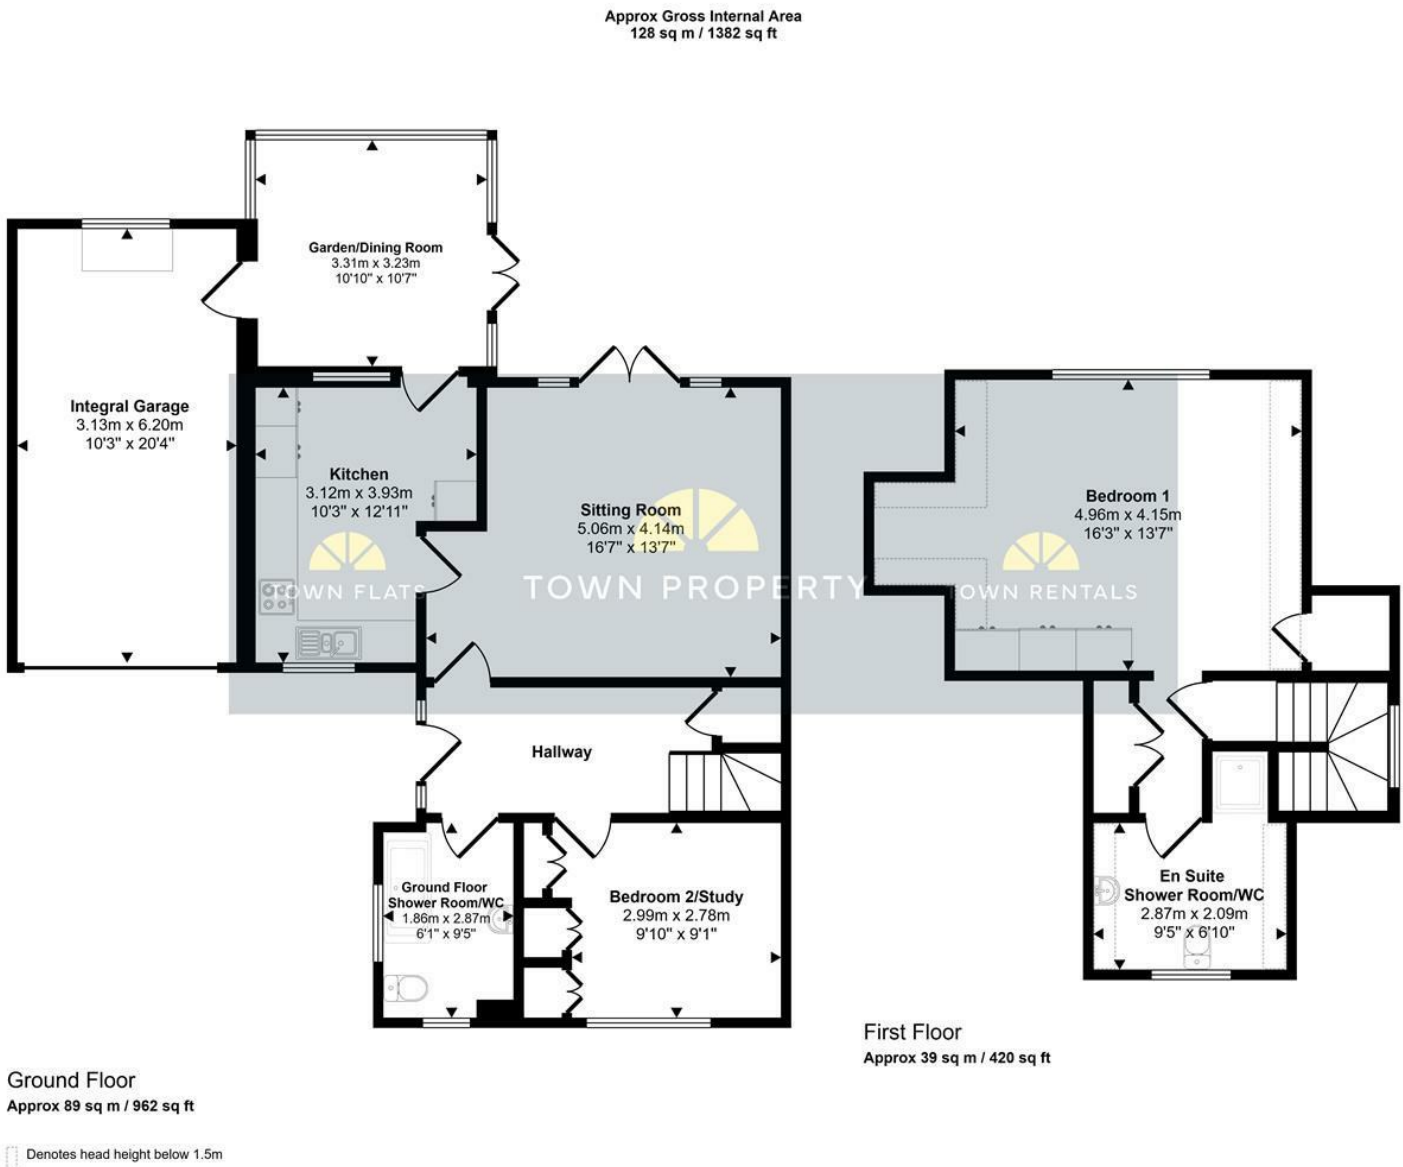 Approx Gross Internal Area
128 sq m / 1382 sq ft
Garden/Dining Room
3.31m x 3.23m
10'10" x 10'7"
Integral Garage
3.13m x 6.20m
10'3" x 20'4"
Kitchen
3.12m x 3.93m
10'3" x 12'11"
Sitting Room
5.06m x 4.14m
16'7" x 13'7"
Bedroom 1
4.96m x 4.15m
16'3" x 13'7"
TOWN FLATS
TOWN PROPERTY
TOWN RENTALS
Hallway
Ground Floor
Shower Room/WC
1.86m x 2.87m
6'1" x 9'5"
Bedroom 2/Study
2.99m x 2.78m
9'10" x 9'1"
En Suite
Shower Room/WC
2.87m x 2.09m
9'5" x 6'10"
First Floor
Approx 39 sq m / 420 sq ft
Ground Floor
Approx 89 sq m / 962 sq ft
Denotes head height below 1.5m